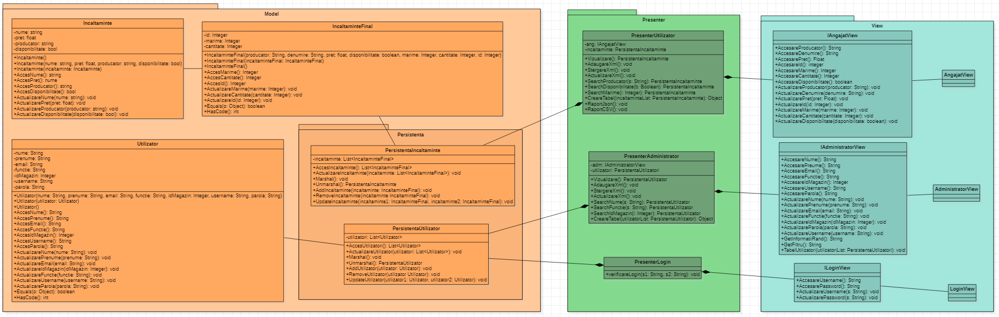 Model
Incaltaminte
-nume: string
-pret: float
-producator: string
-disponibilitate: bool
+Incaltaminte()
+Incaltaminte(nume: string, pret: float, producator: string, disponibilitate: bool)
+Incaltaminte(incaltaminte: Incaltaminte)
+AccesNume(): string
+AccesPret(): nume
+AccesProducator(): string
+AccesDisponibilitate(): bool
+ActualizareNume(nume: string): void
+ActualizarePret(pret: float): void
+ActualizareProducator(producator: string): void
+ActualizareDisponibilitate(disponibilitate: bool): void
IncaltaminteFinal
-id: Integer
-marime: Integer
-cantitate: Integer
+IncaltaminteFinal(producator: String, denumire: String, pret: float, disponibilitate: boolean, marime: Integer, cantitate: Integer, id: Integer)
+IncaltaminteFinal(incaltaminteFinal: IncaltaminteFinal)
+IncaltaminteFinal()
+AccesMarime(): Integer
+AccesCantitate(): Integer
+AccesId(): Integer
+ActualizareMarime(marime: Integer): void
+ActualizareCantitate(cantitate: Integer): void
+ActualizareId(id: Integer): void
+Equals(o: Object): boolean
+HasCode(): int
Utilizator
-nume: String
-prenume: String
-email: String
-functie: String
-idMagazin: Integer
-username: String
-parola: String
+Utilizator(nume: String, prenume: String, email: String, functie: String, idMagazin: Integer, username: String, parola: String)
+Utilizator(utilizator: Utilizator)
+Utilizator()
+AccesNume(): String
+AccesPrenume(): String
+AccesEmail(): String
+AccesFunctie(): String
+AccesIdMagazin(): Integer
+AccesUsername(): String
+AccesParola(): String
+ActualizareNume(nume: String): void
+ActualizarePrenume(prenume: String): void
+ActualizareEmail(email: String): void
+ActualizareIdMagazin(idMagazin: Integer): void
+ActualizareFunctie(functie: String): void
+ActualizareUsername(username: String): void
+ActualizareParola(parola: String): void
+Equals(o: Object): boolean
+HasCode(): int
Persistenta
PersistentaIncaltaminte
-incaltaminte: List<IncaltaminteFinal>
+AccesIncaltaminte(): List<IncaltaminteFinal>
+ActualizareIncaltaminte(incaltaminte: List<IncaltaminteFinal>): void
+Marshal(): void
+Unmarshal(): PersistentaIncaltaminte
+AddIncaltaminte(incaltaminte: IncaltaminteFinal): void
+RemoveIncaltaminte(incaltaminte IncaltaminteFinal): void
+UpdateIncaltaminte(incaltaminte1: IncaltaminteFinal, incaltaminte2: IncaltaminteFinal): void
PersistentaUtilizator
-utilizatori: List<Utilizator>
+AccesUtilizatori(): List<Utilizator>
+ActualizareUtilizator(utilizatori: List<Utilizator>): void
+Marshal(): void
+Unmarshal(): PersistentaUtilizator
+AddUtilizator(utilizator: Utilizator): void
+RemoveUtilizator(utilizator Utilizator): void
+UpdateUtilizator(utilizator1: Utilizator, utilizator2: Utilizator): void
Presenter
PresenterUtilizator
-ang: IAngajatView
-incaltaminte: PersistentaIncaltaminte
+Vizualizare(): PersistentaIncaltaminte
+AdaugareXml(): void
+StergereXml(): void
+ActualizareXml(): void
+SearchProducator(s: String): PersistentaIncaltaminte
+SearchDisponibilitate(b: Boolean): PersistentaIncaltaminte
+SearchMarime(i: Integer): PersistentaIncaltaminte
+CreareTabel(incaltaminteList: PersistentaIncaltaminte): Object
+RaportJson(): void
+RaportCSV(): void
PresenterAdministrator
-adm: IAdministratorView
-utilizatori: PersistentaUtilizatori
+Vizualizare(): PersistentaUtilizator
+AdaugareXml(): void
+StergereXml(): void
+ActualizareXml(): void
+SearchNume(s: String): PersistentaUtilizator
+SearchFunctie(s: String): PersistentaUtilizator
+SearchIdMagazin(i: Integer): PersistentaUtilizator
+CreareTabel(utilizatorList: PersistentaUtilizator): Object
PresenterLogin
+verificareLogin(s1: String, s2: String): void
View
IAngajatView
+AccesareProducator(): String
+AccesareDenumire(): String
+AccesarePret(): Float
+AccesareId(): integer
+AccesareMarime(): Integer
+AccesareCantitate(): Integer
+AccesareDisponibilitate(): boolean
+ActualizareProducator(producator: String): void
+ActualizareDenumire(denumire: String): void
+ActualizarePret(pret: Float): void
+Actualizareld(id: Integer): void
+ActualizareMarime(marime: Integer): void
+ActualizareCantitate(cantitate: Integer): void
+ActualizareDisponibilitate(disponibilitate: boolean): void
AngajatView
IAdministratorView
+AccesareNume(): String
+AccesarePreume(): String
+AccesareEmail(): String
+AccesareFunctie(): String
+AccesareIdMagazin(): Integer
+AccesareUsername(): String
+AccesareParola(): String
+ActualizareNume(nume: String): void
+ActualizarePrenume(prenume: String): void
+ActualizareEmail(email: String): void
+ActualizareFunctie(functie: String): void
+ActualizareIdMagazin(idMagazin: Integer): void
+ActualizareParola(parola: String): void
+ActualizareUsername(username: String): void
+GetInformatiiRand(): String
+GetFiltru(): String
+TabelUtilizatori(utilizatoriList: PersistentaUtilizatori): void
AdministratorView
ILoginView
+AccesareUsername(): String
+AccesarePassword(): String
+ActualizareUsername(s: String): void
+ActualizarePassword(s: String): void
LoginView